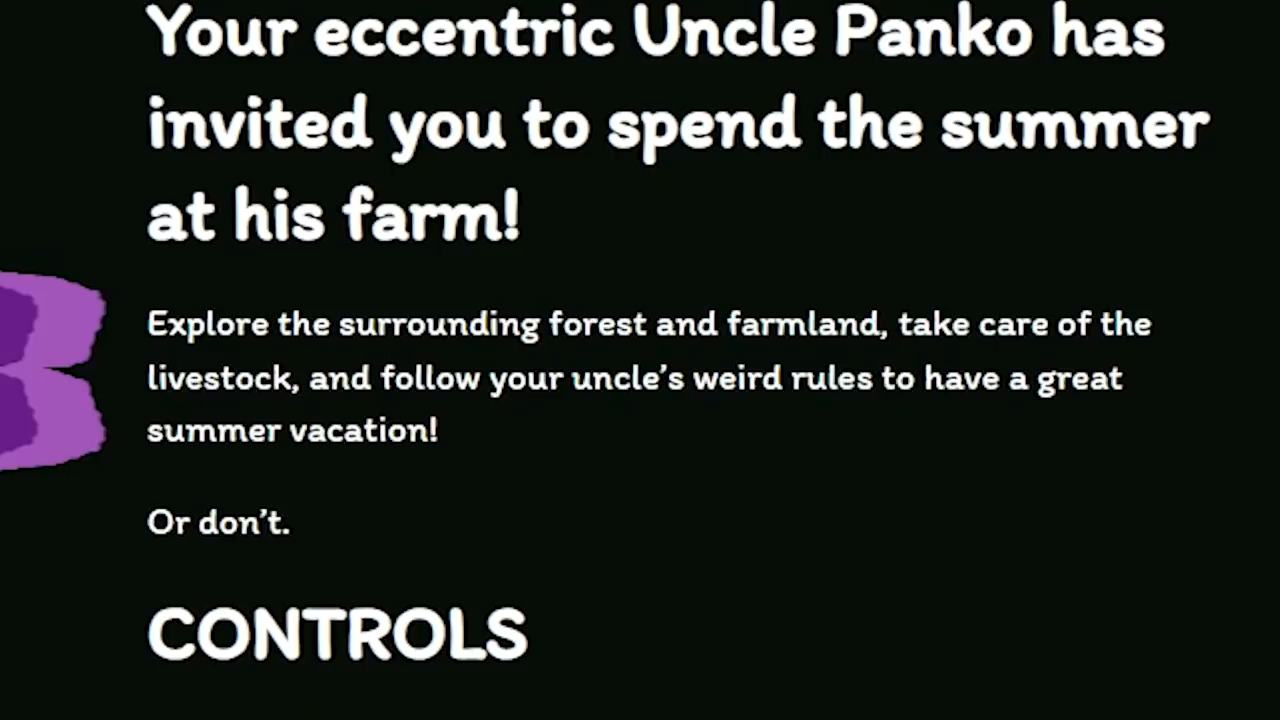 Your eccentric Uncle Panko has
invited you to spend the summer
at his farm!
Explore the surrounding forest and farmland, take care of the
livestock, and follow your uncle’s weird rules to have a great
summer vacation!
Or don’t.
CONTROLS